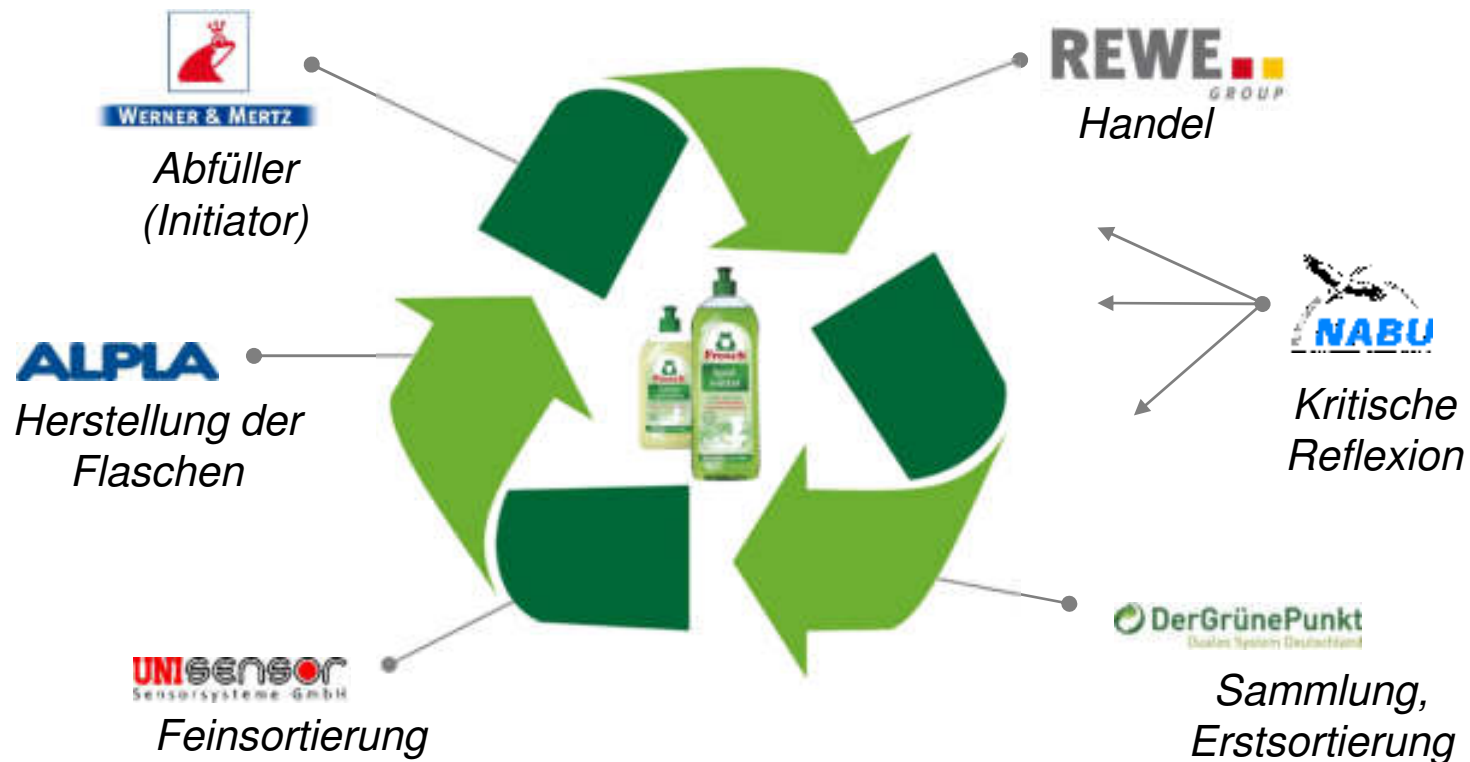 WERNER & MERTZ
Abfüller
(Initiator)
REWE
GROUP
Handel
ALPLA
Herstellung der
Flaschen
Frosch
Frosch
NABU
Kritische
Reflexion
UNISENSOR
Sensorsysteme GmbH
Feinsortierung
DerGrünePunkt
Duales System Deutschland
Sammlung,
Erstsortierung